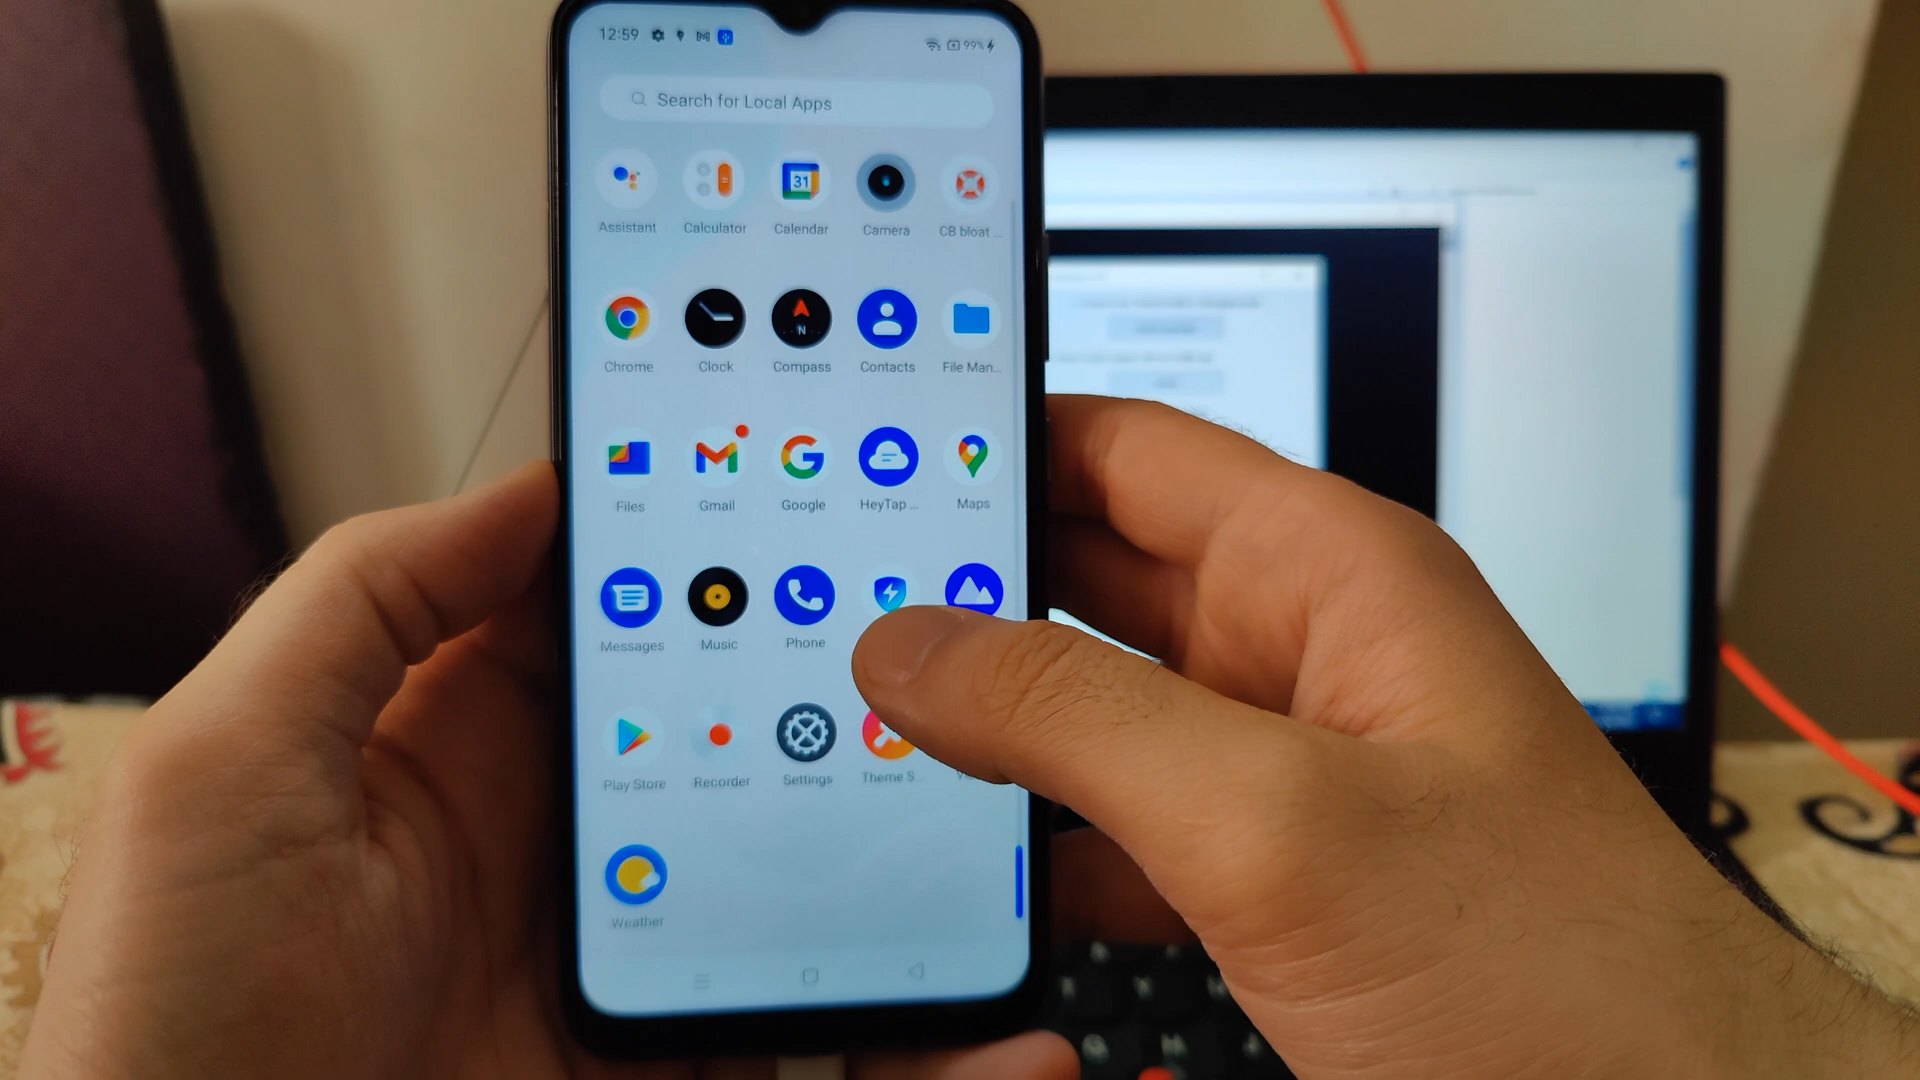 12:59 99%
Search for Local Apps
31
Assistant Calculator Calendar Camera CB bloat ...
N
Chrome Clock Compass Contacts File Man...
Files Gmail Google HeyTap ... Maps
Messages Music Phone
Play Store Recorder Settings Theme S...
Weather